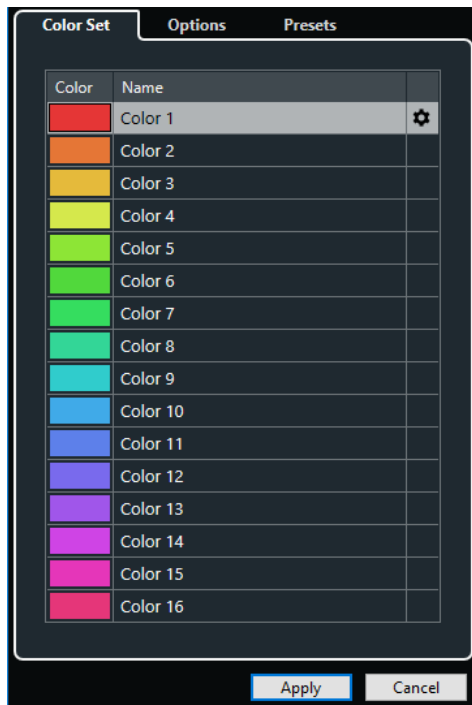 Color Set Options Presets
Color Name
Color 1
Color 2
Color 3
Color 4
Color 5
Color 6
Color 7
Color 8
Color 9
Color 10
Color 11
Color 12
Color 13
Color 14
Color 15
Color 16
Apply Cancel